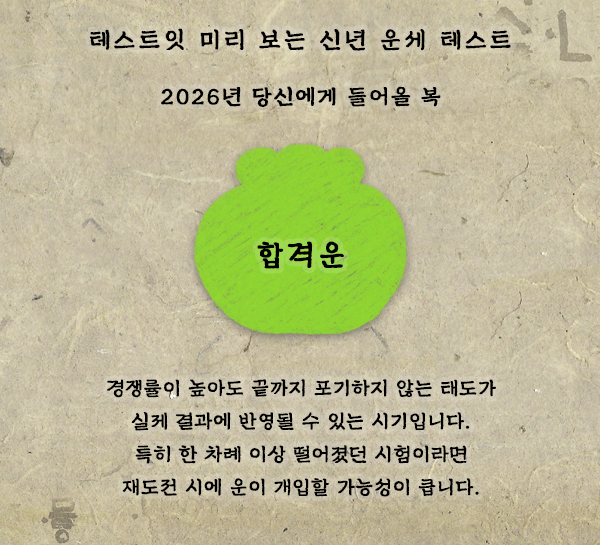 테스트잇 미리 보는 신년 운세 테스트
2026년 당신에게 들어올 복
합격운
경쟁률이 높아도 끝까지 포기하지 않는 태도가
실제 결과에 반영될 수 있는 시기입니다.
특히 한 차례 이상 떨어졌던 시험이라면
재도전 시에 운이 개입할 가능성이 큽니다.